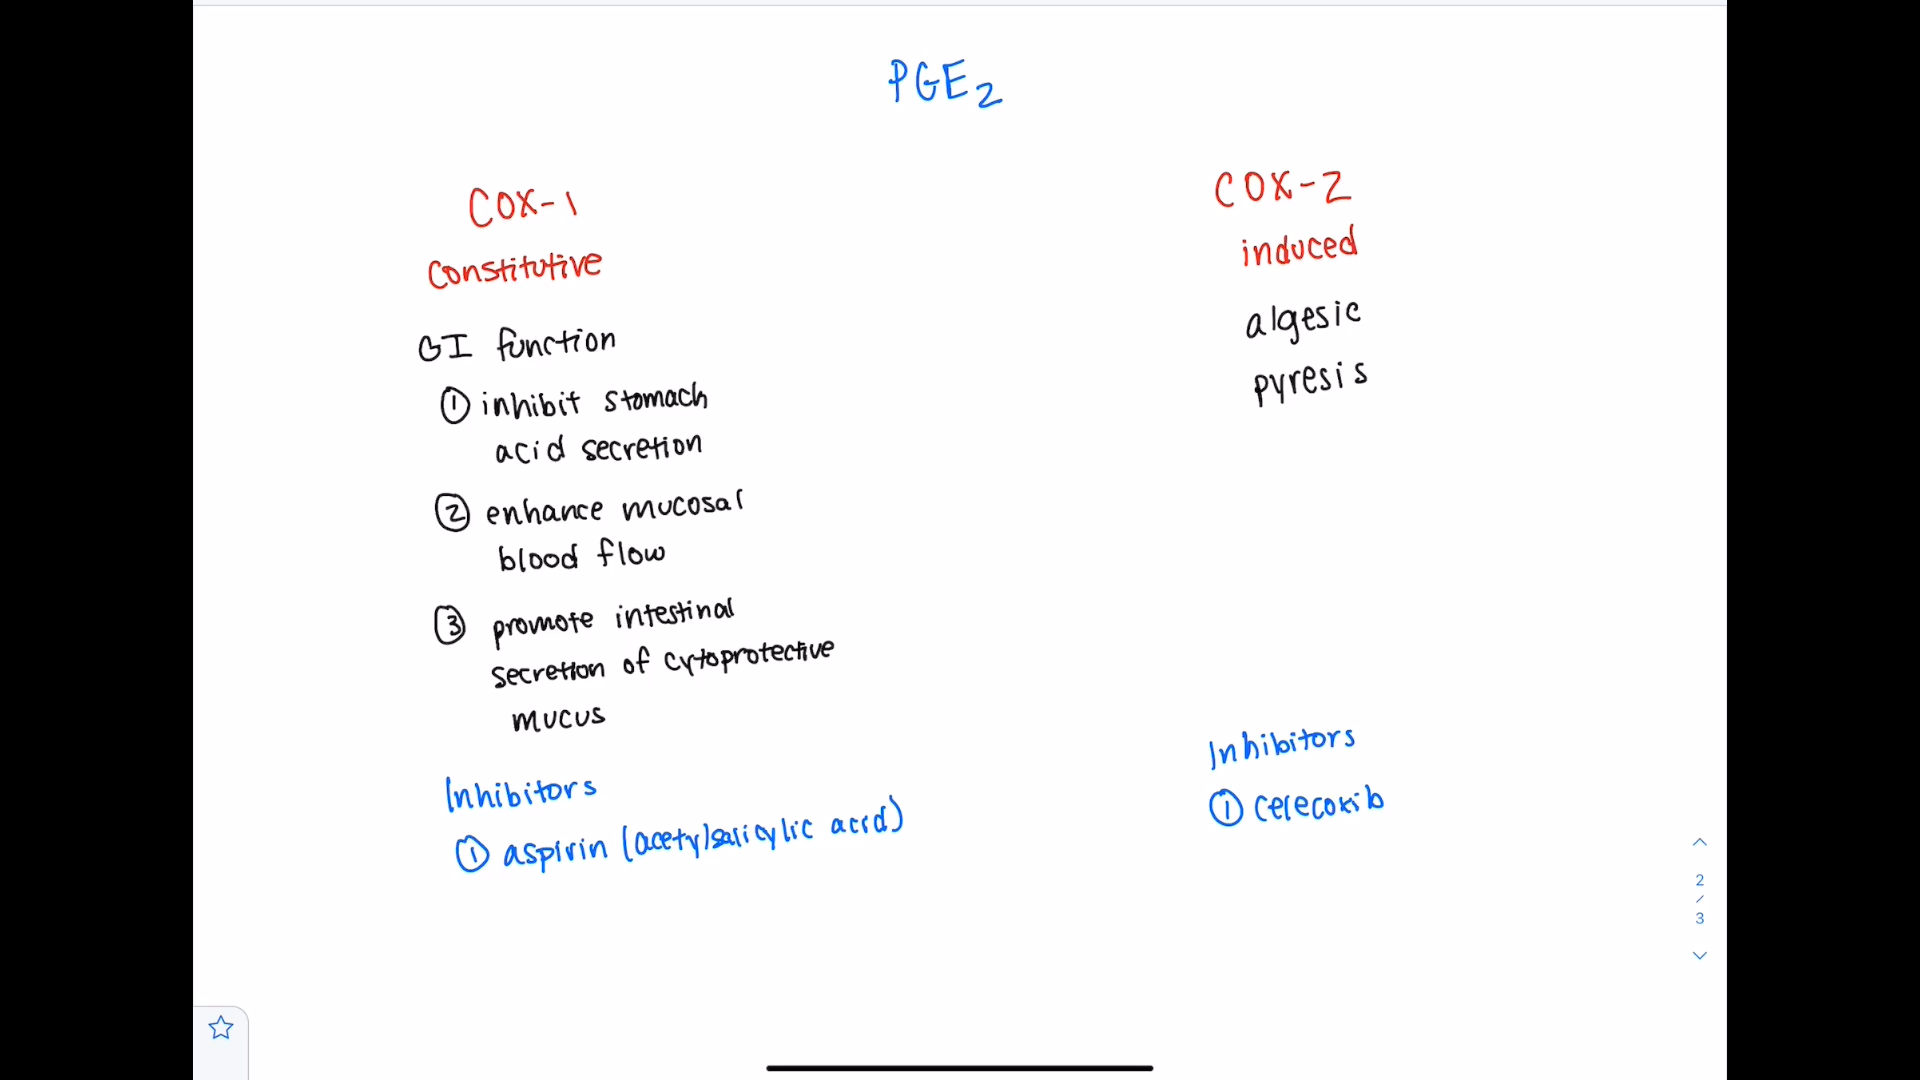 PGE₂
COX-1
Constitutive
GI function
① inhibit stomach
acid secretion
② enhance mucosal
blood flow
③ promote intestinal
secretion of cytoprotective
mucus
Inhibitors
① aspirin (acetylsalicylic acid)
COX-2
induced
algesic
pyresis
Inhibitors
① celecoxib
2
/
3